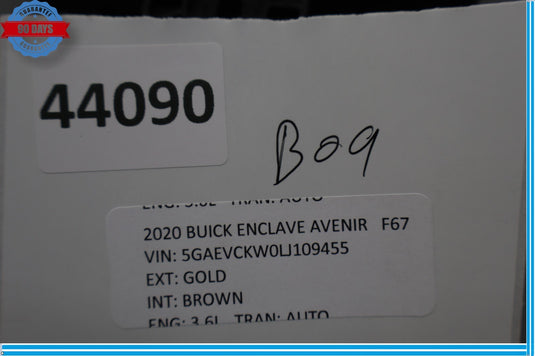 GUARANTEE
90 DAYS
GUARANTEE
44090
B09
ENG: 3.6L TRAN: AUTO
2020 BUICK ENCLAVE AVENIR F67
VIN: 5GAEVCKW0LJ109455
EXT: GOLD
INT: BROWN
ENG: 3.6L TRAN: AUTO